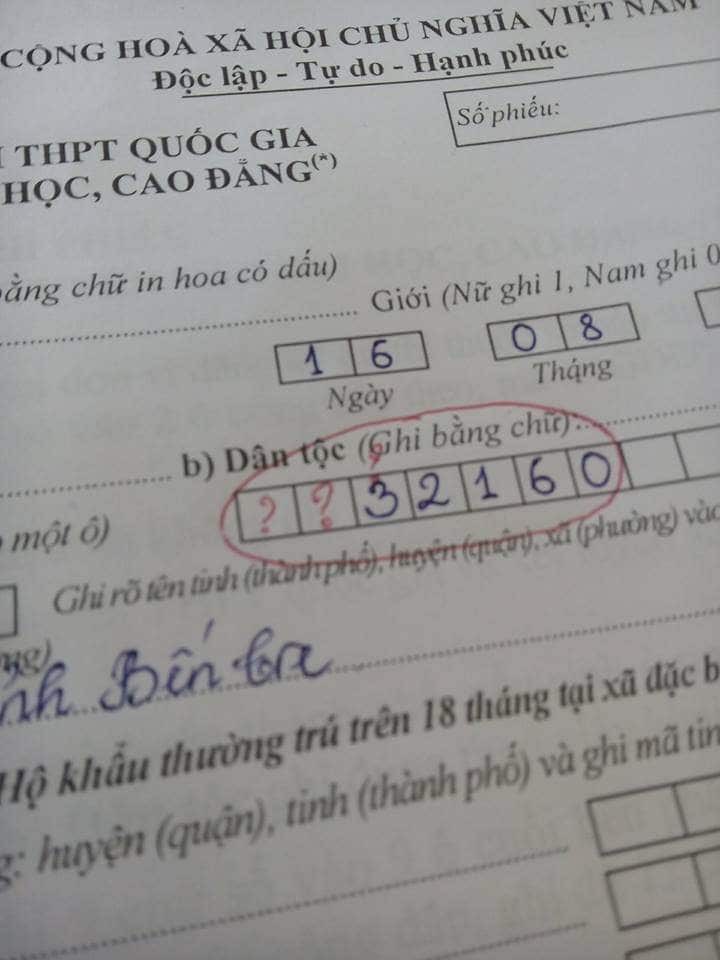 CỘNG HOÀ XÃ HỘI CHỦ NGHĨA VIỆT NAM
Độc lập - Tự do - Hạnh phúc
Số phiếu:
THPT QUỐC GIA
HỌC, CAO ĐẲNG(*)
bằng chữ in hoa có dấu)
Giới (Nữ ghi 1, Nam ghi 0
1 6 0 8
Ngày Tháng
b) Dân tộc (Ghi bằng chữ):
? ? 3 2 1 6 0
một ô)
Ghi rõ tên tỉnh (thành phố), huyện (quận), xã (phường) vào
Bến tre
Hộ khẩu thường trú trên 18 tháng tại xã đặc b
g: huyện (quận), tỉnh (thành phố) và ghi mã tỉn